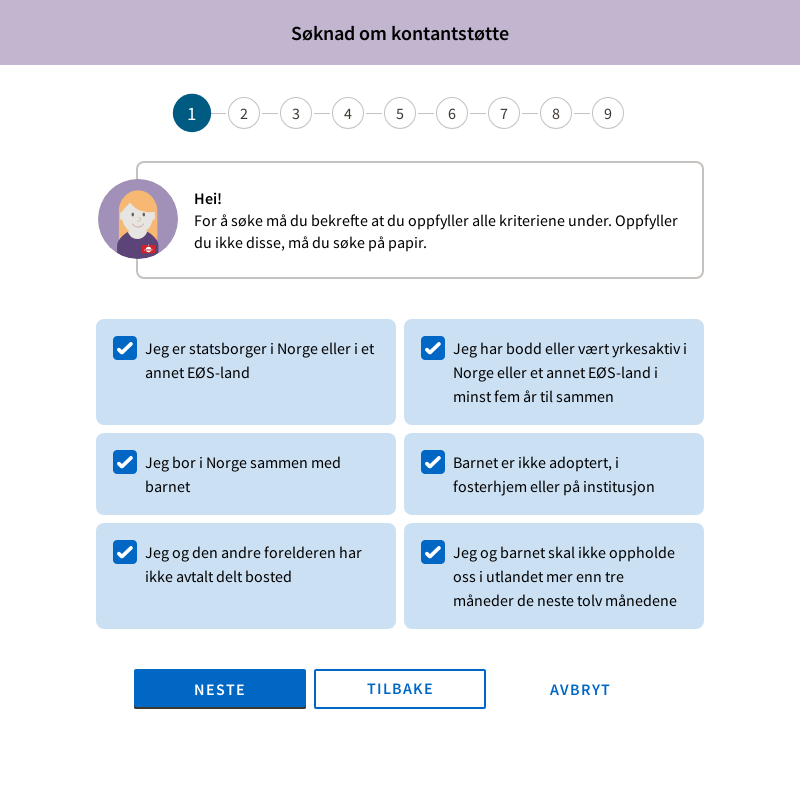 Søknad om kontantstøtte
1 2 3 4 5 6 7 8 9
Hei!
For å søke må du bekrefte at du oppfyller alle kriteriene under. Oppfyller
du ikke disse, må du søke på papir.
Jeg er statsborger i Norge eller i et
annet EØS-land
Jeg har bodd eller vært yrkesaktiv i
Norge eller et annet EØS-land i
minst fem år til sammen
Jeg bor i Norge sammen med
barnet
Barnet er ikke adoptert, i
fosterhjem eller på institusjon
Jeg og den andre forelderen har
ikke avtalt delt bosted
Jeg og barnet skal ikke oppholde
oss i utlandet mer enn tre
måneder de neste tolv månedene
NESTE TILBAKE AVBRYT